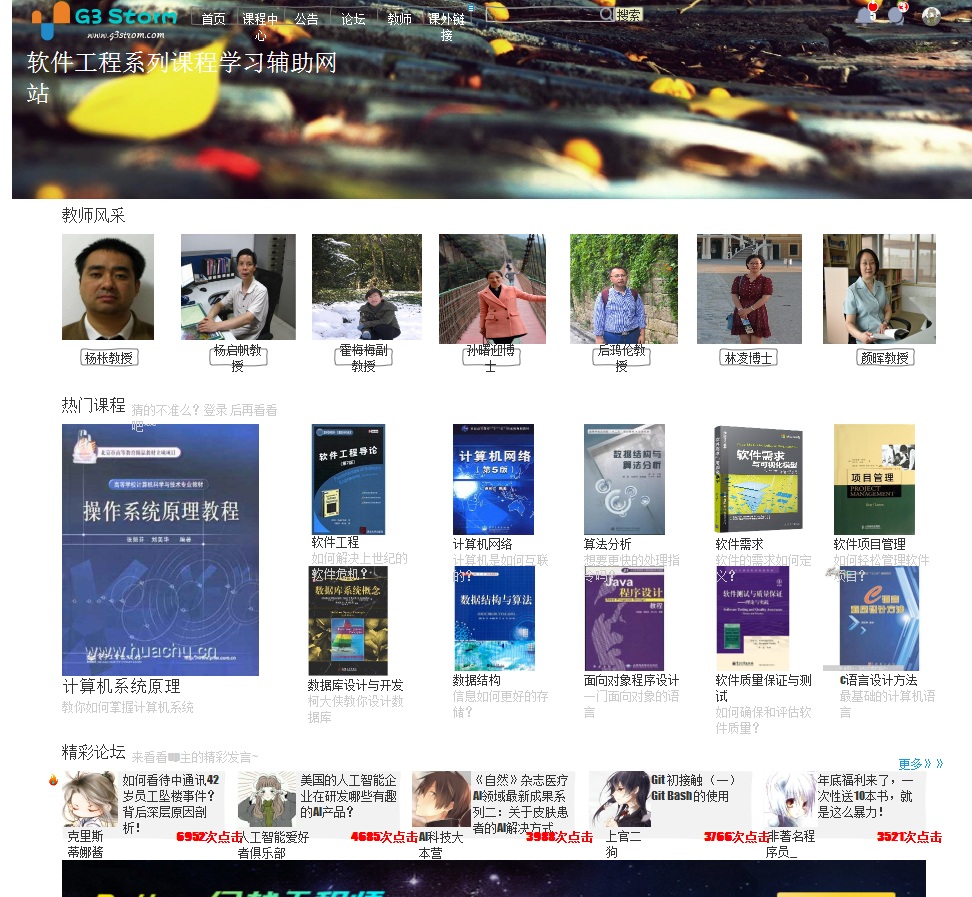 G3 Storm
www.g3strom.com
首页
课程中
心
公告
论坛
教师
课外链
接
搜索
软件工程系列课程学习辅助网
站
教师风采
杨枨教授
杨启帆教
授
霍梅梅副
教授
孙曙迎博
士
后鸿伦教
授
林凌博士
颜晖教授
热门课程
猜的不准么？登录后再看看
吧~~
高等学校计算机科学与技术专业教材
操作系统原理教程
www.huachu.cn
计算机系统原理
教你如何掌握计算机系统
软件工程导论
软件工程
如何解决上世纪的
软件危机？
计算机网络
（第5版）
计算机网络
计算机是如何互联
的？
数据结构与
算法分析
算法分析
想要更快的处理指
令吗？
软件需求
与可视化模型
软件需求
软件的需求如何定
义？
项目管理
PROJECT
MANAGEMENT
软件项目管理
如何轻松管理软件
项目？
数据库系统概念
数据库设计与开发
柯大侠教你设计数
据库
数据结构与算法
数据结构
信息如何更好的存
储？
Java
程序设计
教程
面向对象程序设计
一门面向对象的语
言
软件测试与质量保证
软件质量保证与测
试
如何确保和评估软
件质量？
C语言设计方法
最基础的计算机语
言
精彩论坛
来看看 主的精彩发言~
更多》》
如何看待中通讯42
岁员工坠楼事件？
背后深层原因剖
析！
克里斯
蒂娜酱
6952次点击
美国的人工智能企
业在研发哪些有趣
的AI产品？
人工智能爱好
者俱乐部
4685次点击
《自然》杂志医疗
AI领域最新成果系
列二：关于皮肤患
者的AI解决方式
AI科技大
本营
3988次点击
Git初接触（一）
Git Bash的使用
上官二
狗
3766次点击
年底福利来了，一
次性送10本书，就
是这么暴力！
非著名程
序员_
3521次点击